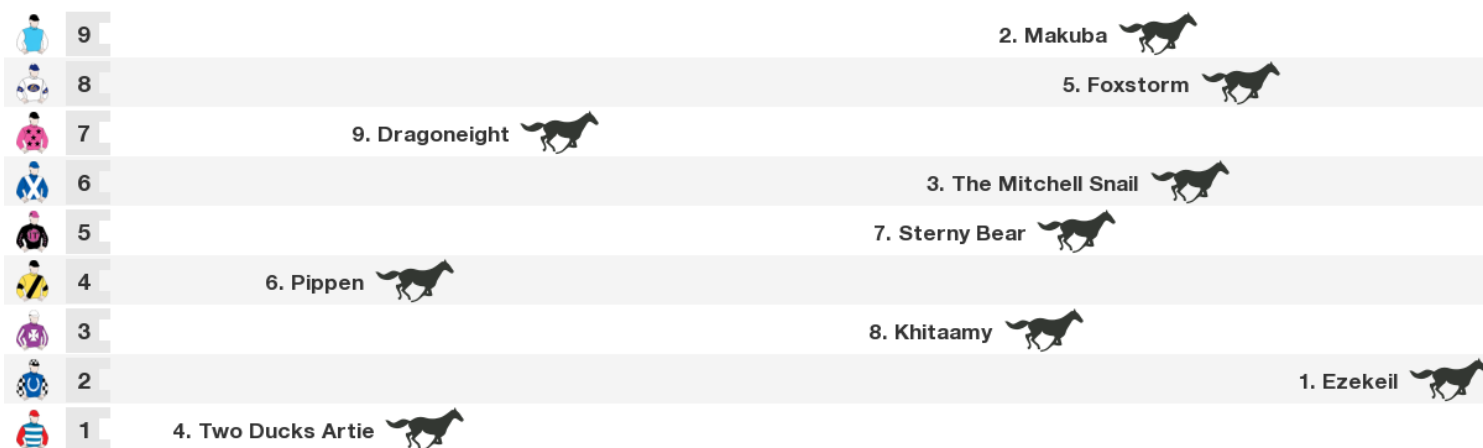 9 2. Makuba
8 5. Foxstorm
7 9. Dragoneight
6 3. The Mitchell Snail
5 7. Sterny Bear
4 6. Pippen
3 8. Khitaamy
2 1. Ezekeil
1 4. Two Ducks Artie